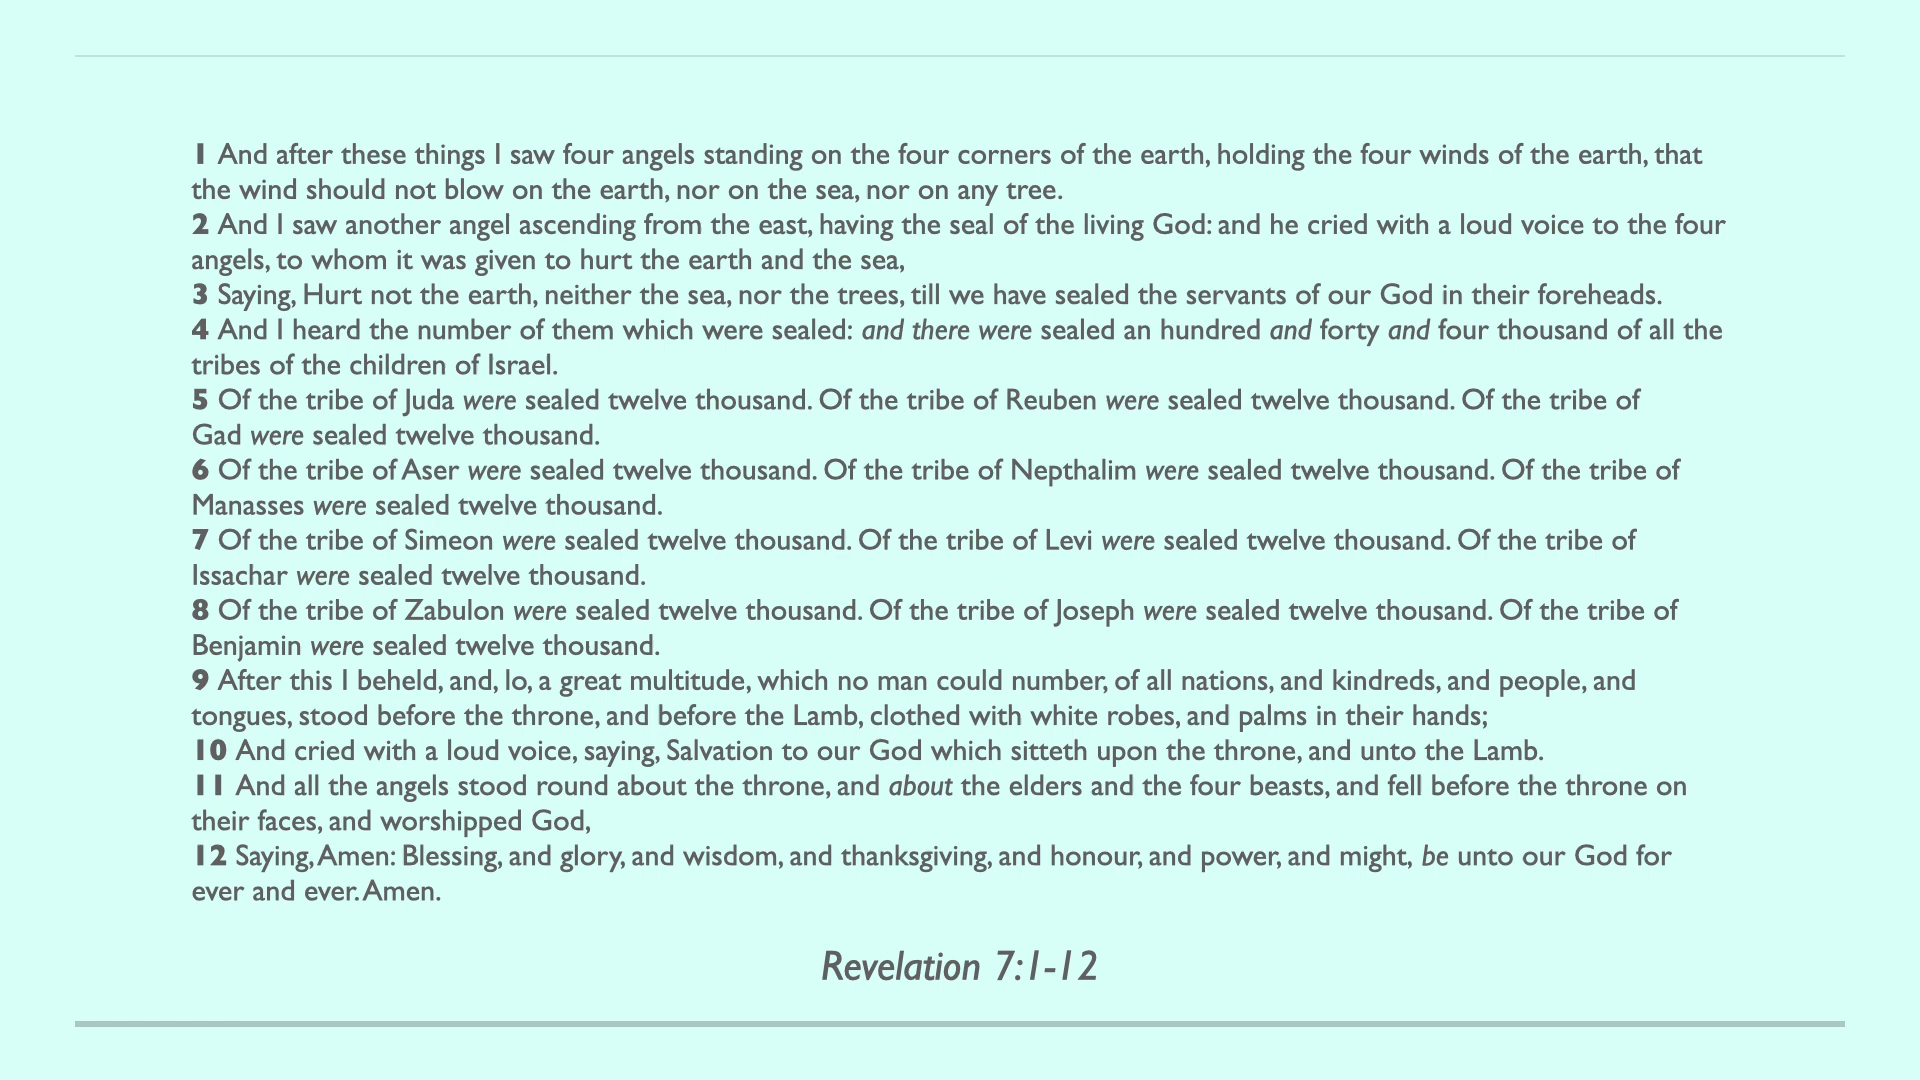 1 And after these things I saw four angels standing on the four corners of the earth, holding the four winds of the earth, that
the wind should not blow on the earth, nor on the sea, nor on any tree.
2 And I saw another angel ascending from the east, having the seal of the living God: and he cried with a loud voice to the four
angels, to whom it was given to hurt the earth and the sea,
3 Saying, Hurt not the earth, neither the sea, nor the trees, till we have sealed the servants of our God in their foreheads.
4 And I heard the number of them which were sealed: and there were sealed an hundred and forty and four thousand of all the
tribes of the children of Israel.
5 Of the tribe of Juda were sealed twelve thousand. Of the tribe of Reuben were sealed twelve thousand. Of the tribe of
Gad were sealed twelve thousand.
6 Of the tribe of Aser were sealed twelve thousand. Of the tribe of Nepthalim were sealed twelve thousand. Of the tribe of
Manasses were sealed twelve thousand.
7 Of the tribe of Simeon were sealed twelve thousand. Of the tribe of Levi were sealed twelve thousand. Of the tribe of
Issachar were sealed twelve thousand.
8 Of the tribe of Zabulon were sealed twelve thousand. Of the tribe of Joseph were sealed twelve thousand. Of the tribe of
Benjamin were sealed twelve thousand.
9 After this I beheld, and, lo, a great multitude, which no man could number, of all nations, and kindreds, and people, and
tongues, stood before the throne, and before the Lamb, clothed with white robes, and palms in their hands;
10 And cried with a loud voice, saying, Salvation to our God which sitteth upon the throne, and unto the Lamb.
11 And all the angels stood round about the throne, and about the elders and the four beasts, and fell before the throne on
their faces, and worshipped God,
12 Saying, Amen: Blessing, and glory, and wisdom, and thanksgiving, and honour, and power, and might, be unto our God for
ever and ever. Amen.
Revelation 7:1-12